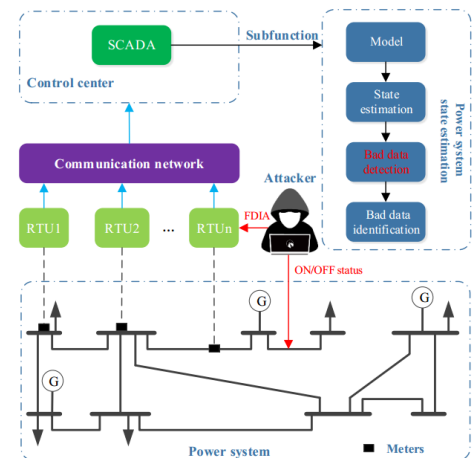 SCADA
Subfunction
Control center
Model
State
estimation
Bad data
detection
Bad data
identification
Power system
state estimation
Communication network
Attacker
RTU1
RTU2
...
RTUn
FDIA
ON/OFF status
G
G
G
Power system
Meters